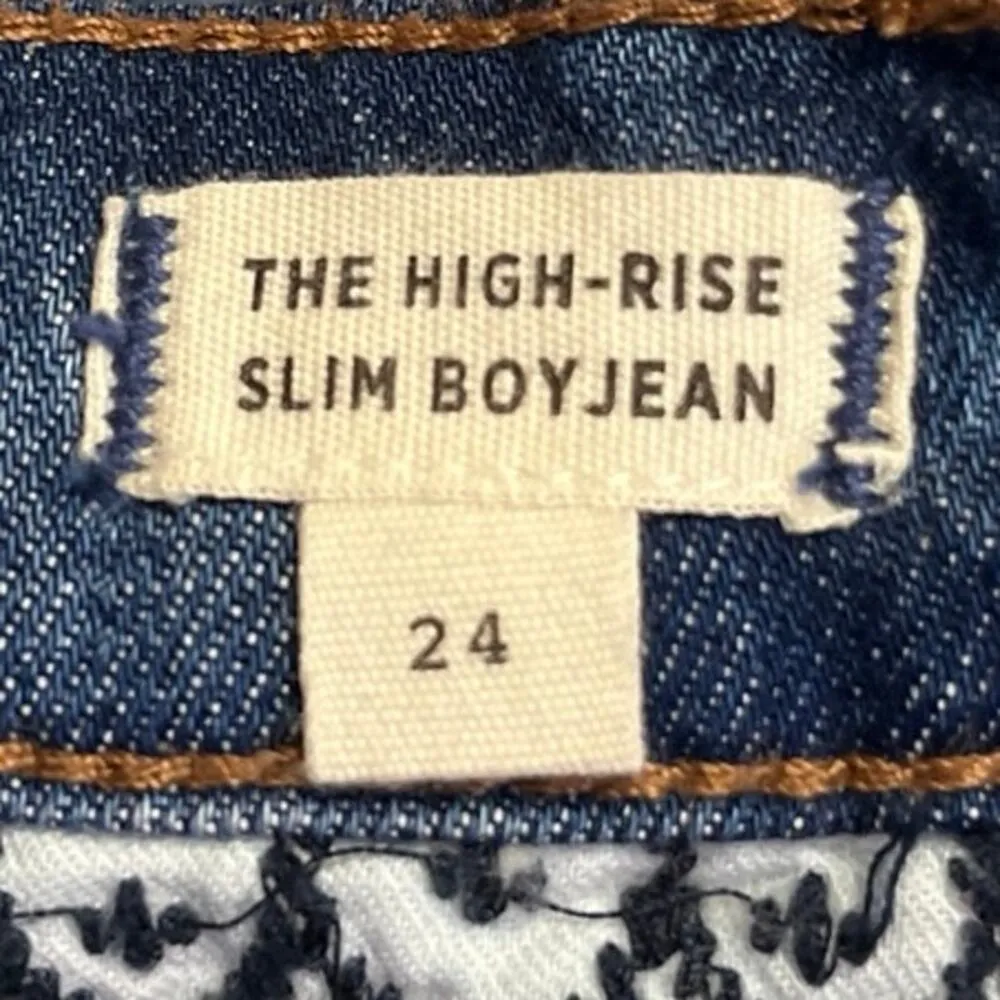 THE HIGH-RISE
SLIM BOYJEAN
24